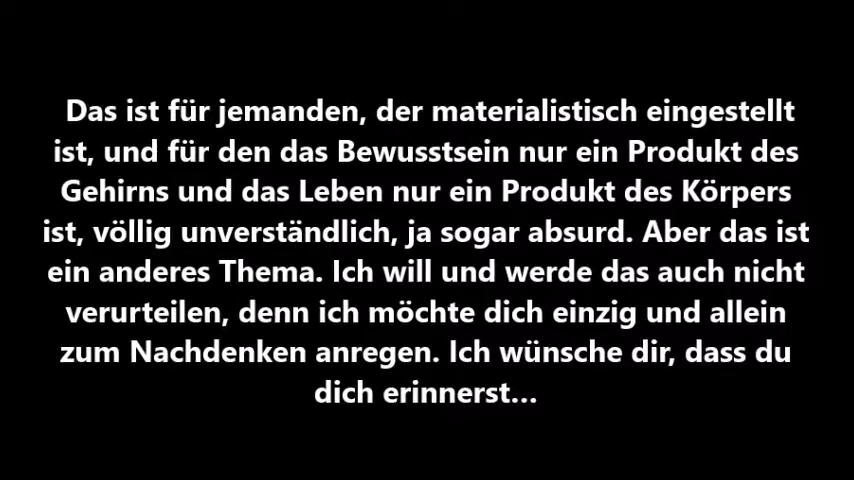 Das ist für jemanden, der materialistisch eingestellt
ist, und für den das Bewusstsein nur ein Produkt des
Gehirns und das Leben nur ein Produkt des Körpers
ist, völlig unverständlich, ja sogar absurd. Aber das ist
ein anderes Thema. Ich will und werde das auch nicht
verurteilen, denn ich möchte dich einzig und allein
zum Nachdenken anregen. Ich wünsche dir, dass du
dich erinnerst...